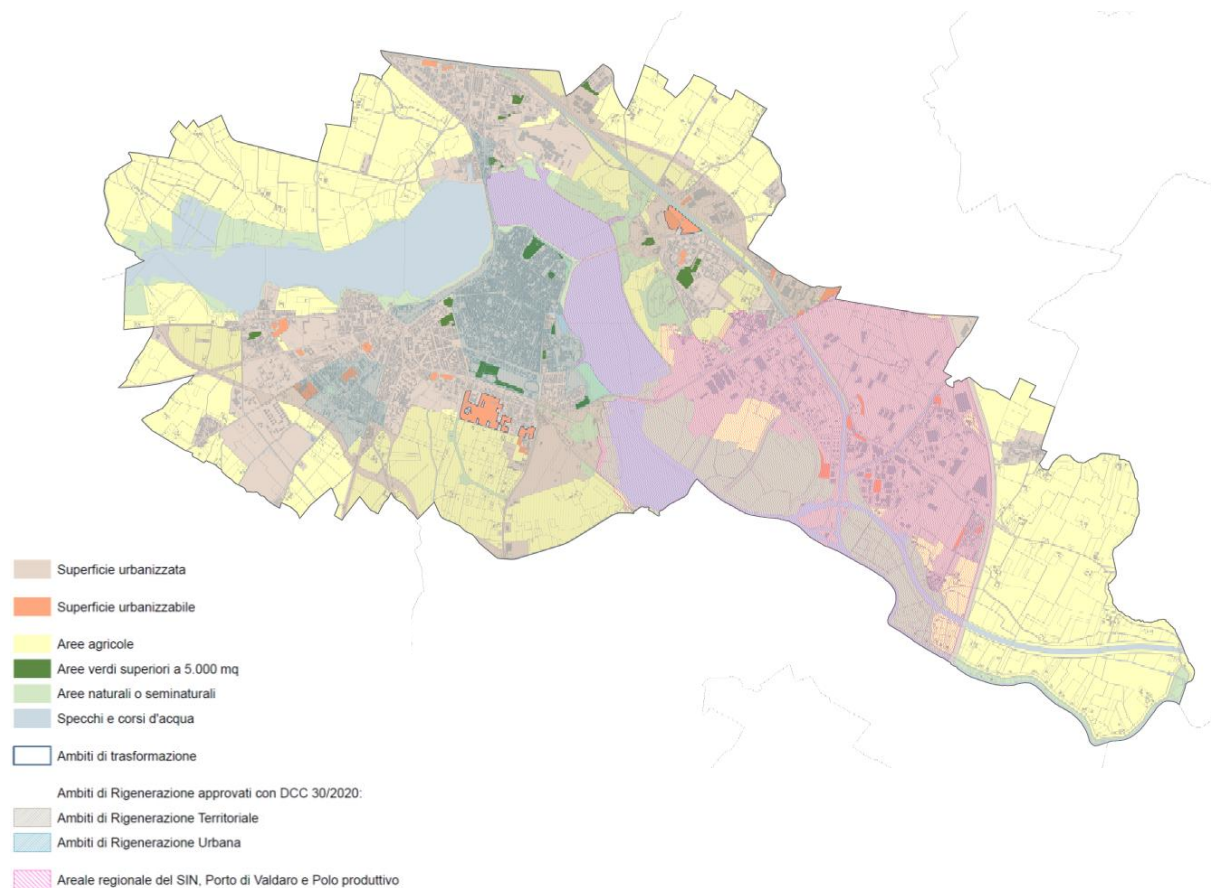 Superficie urbanizzata
Superficie urbanizzabile
Aree agricole
Aree verdi superiori a 5.000 mq
Aree naturali o seminaturali
Specchi e corsi d'acqua
Ambiti di trasformazione
Ambiti di Rigenerazione approvati con DCC 30/2020:
Ambiti di Rigenerazione Territoriale
Ambiti di Rigenerazione Urbana
Areale regionale del SIN, Porto di Valdaro e Polo produttivo